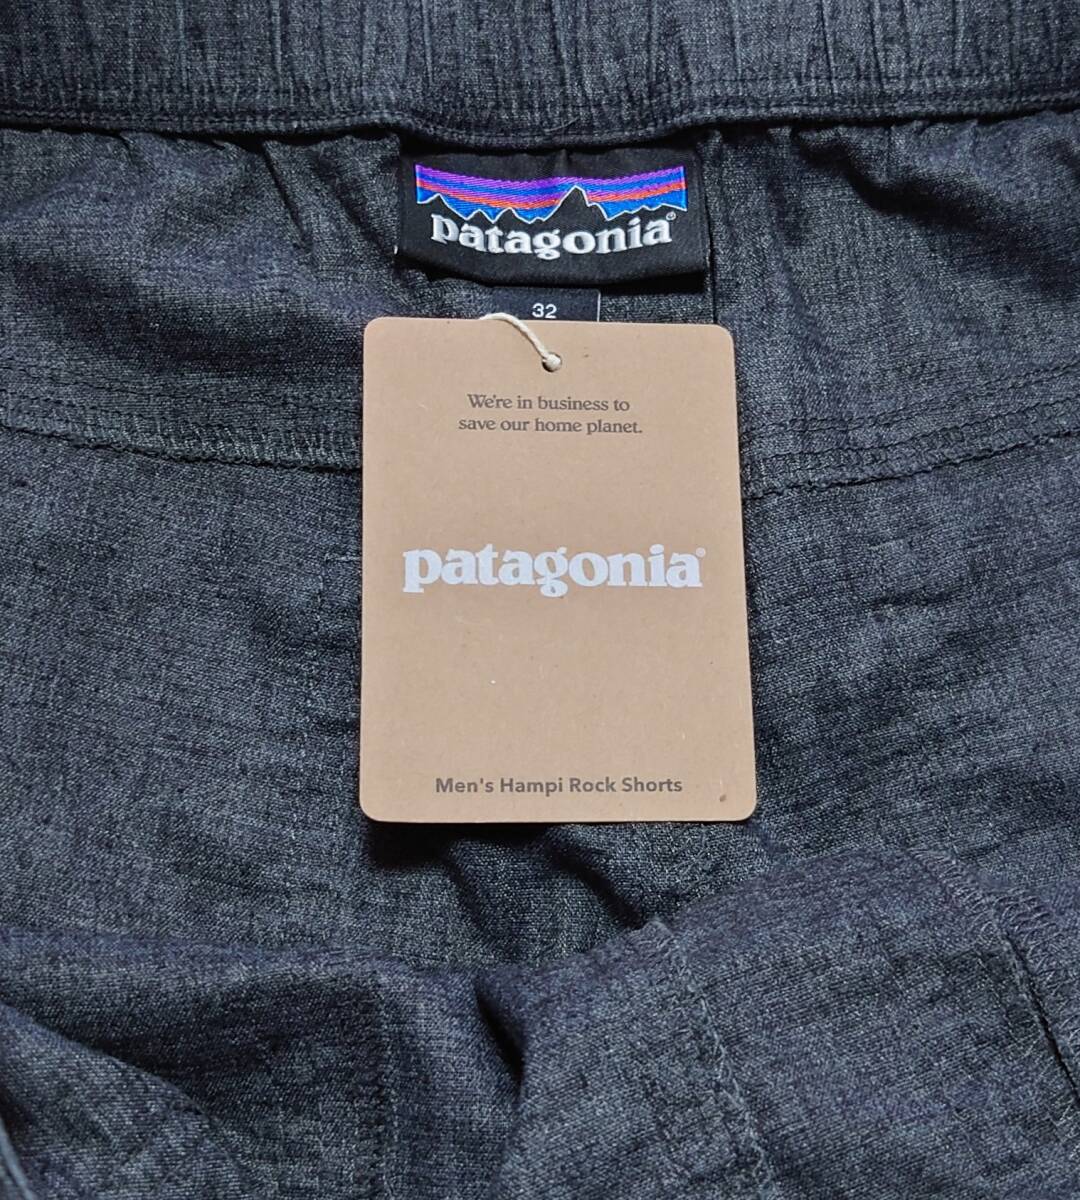 patagonia®
32
We're in business to
save our home planet.
patagonia®
Men's Hampi Rock Shorts